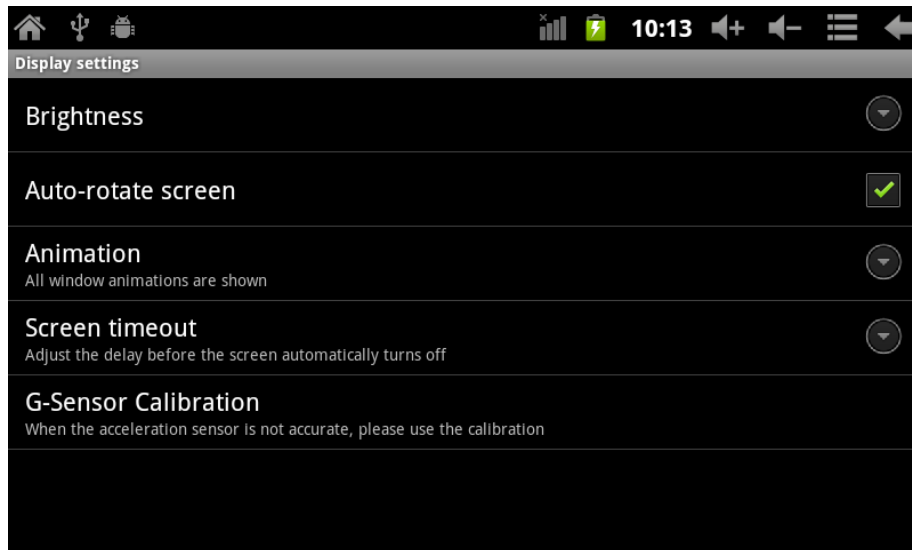 10:13
Display settings
Brightness
Auto-rotate screen
Animation
All window animations are shown
Screen timeout
Adjust the delay before the screen automatically turns off
G-Sensor Calibration
When the acceleration sensor is not accurate, please use the calibration